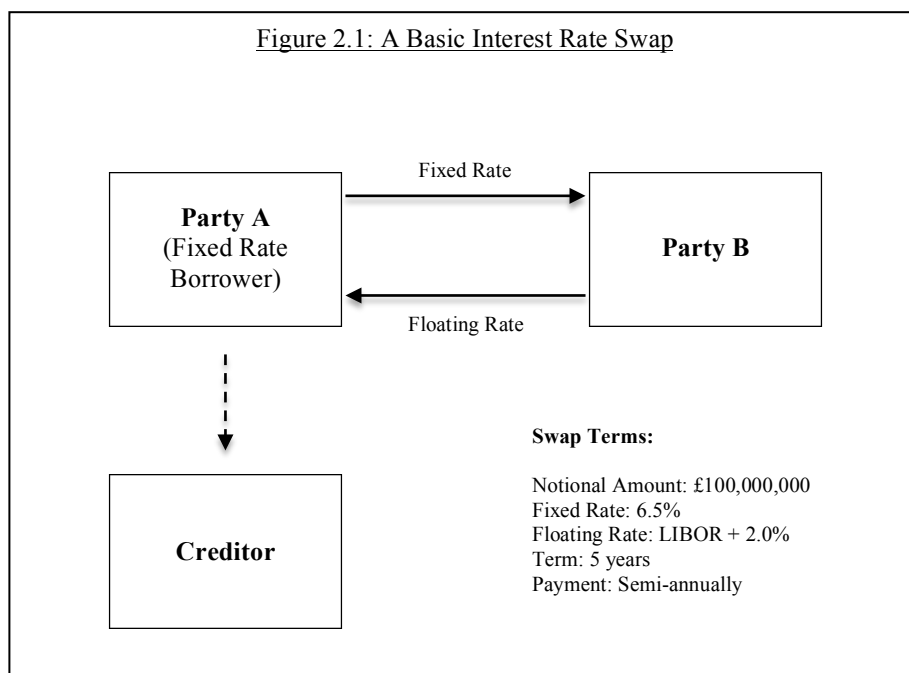 Figure 2.1: A Basic Interest Rate Swap
Fixed Rate
Party A
(Fixed Rate
Borrower)
Party B
Floating Rate
Swap Terms:
Notional Amount: £100,000,000
Fixed Rate: 6.5%
Floating Rate: LIBOR + 2.0%
Term: 5 years
Payment: Semi-annually
Creditor